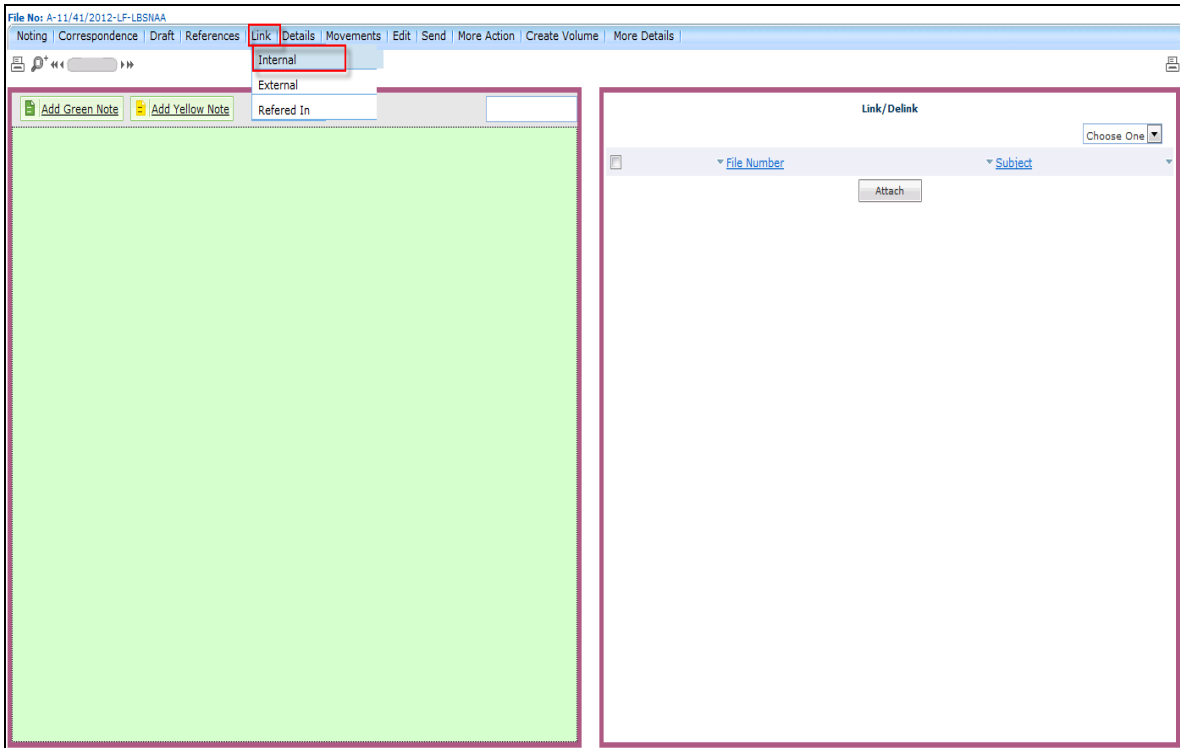 File No: A-11/41/2012-LF-LBSNAA
Noting | Correspondence | Draft | References | Link | Details | Movements | Edit | Send | More Action | Create Volume | More Details |
Internal
External
Refered In
Add Green Note Add Yellow Note
Link/Delink
Choose One
File Number Subject
Attach